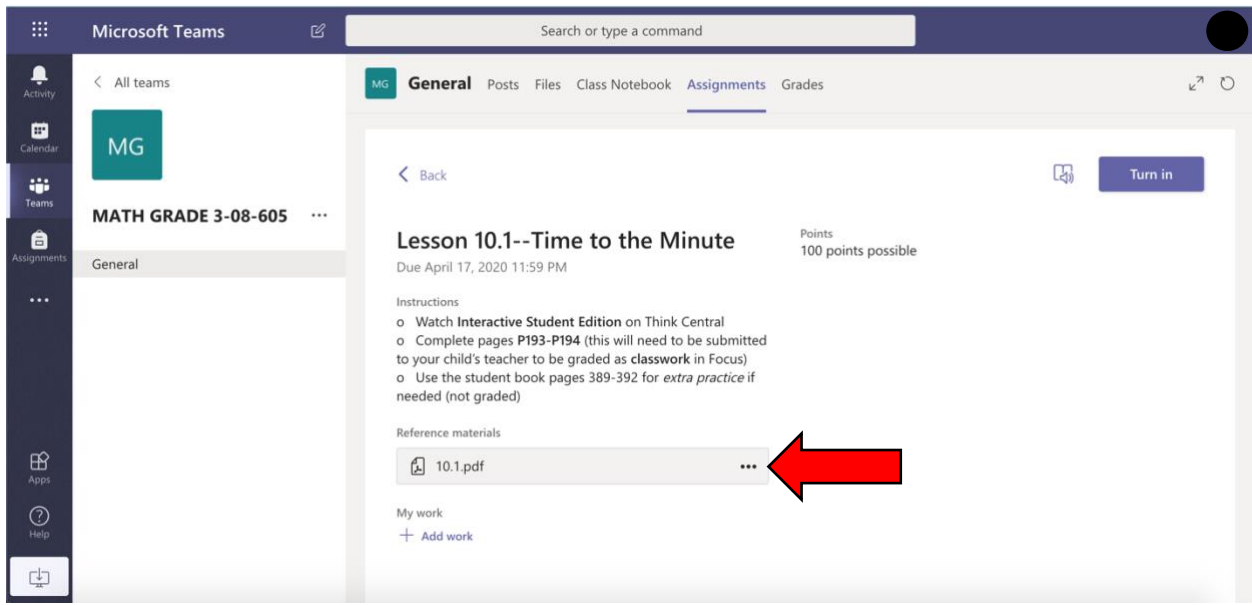 Microsoft Teams
Search or type a command
Activity
Calendar
Teams
Assignments
Apps
Help
< All teams
MG
MATH GRADE 3-08-605 ...
General
MG General Posts Files Class Notebook Assignments Grades
Back
Turn in
Lesson 10.1--Time to the Minute
Due April 17, 2020 11:59 PM
Points
100 points possible
Instructions
o Watch Interactive Student Edition on Think Central
o Complete pages P193-P194 (this will need to be submitted
to your child's teacher to be graded as classwork in Focus)
o Use the student book pages 389-392 for extra practice if
needed (not graded)
Reference materials
10.1.pdf ...
My work
+ Add work